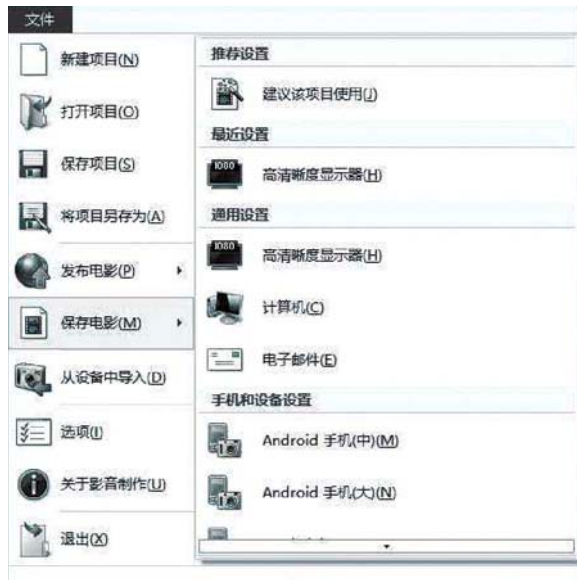 文件
新建项目(N)
打开项目(O)
保存项目(S)
将项目另存为(A)
发布电影(P)
保存电影(M)
从设备中导入(D)
选项(I)
关于影音制作(U)
退出(X)
推荐设置
建议该项目使用(J)
最近设置
1080
高清晰度显示器(H)
通用设置
1080
高清晰度显示器(H)
计算机(C)
电子邮件(E)
手机和设备设置
Android 手机(中)(M)
Android 手机(大)(N)